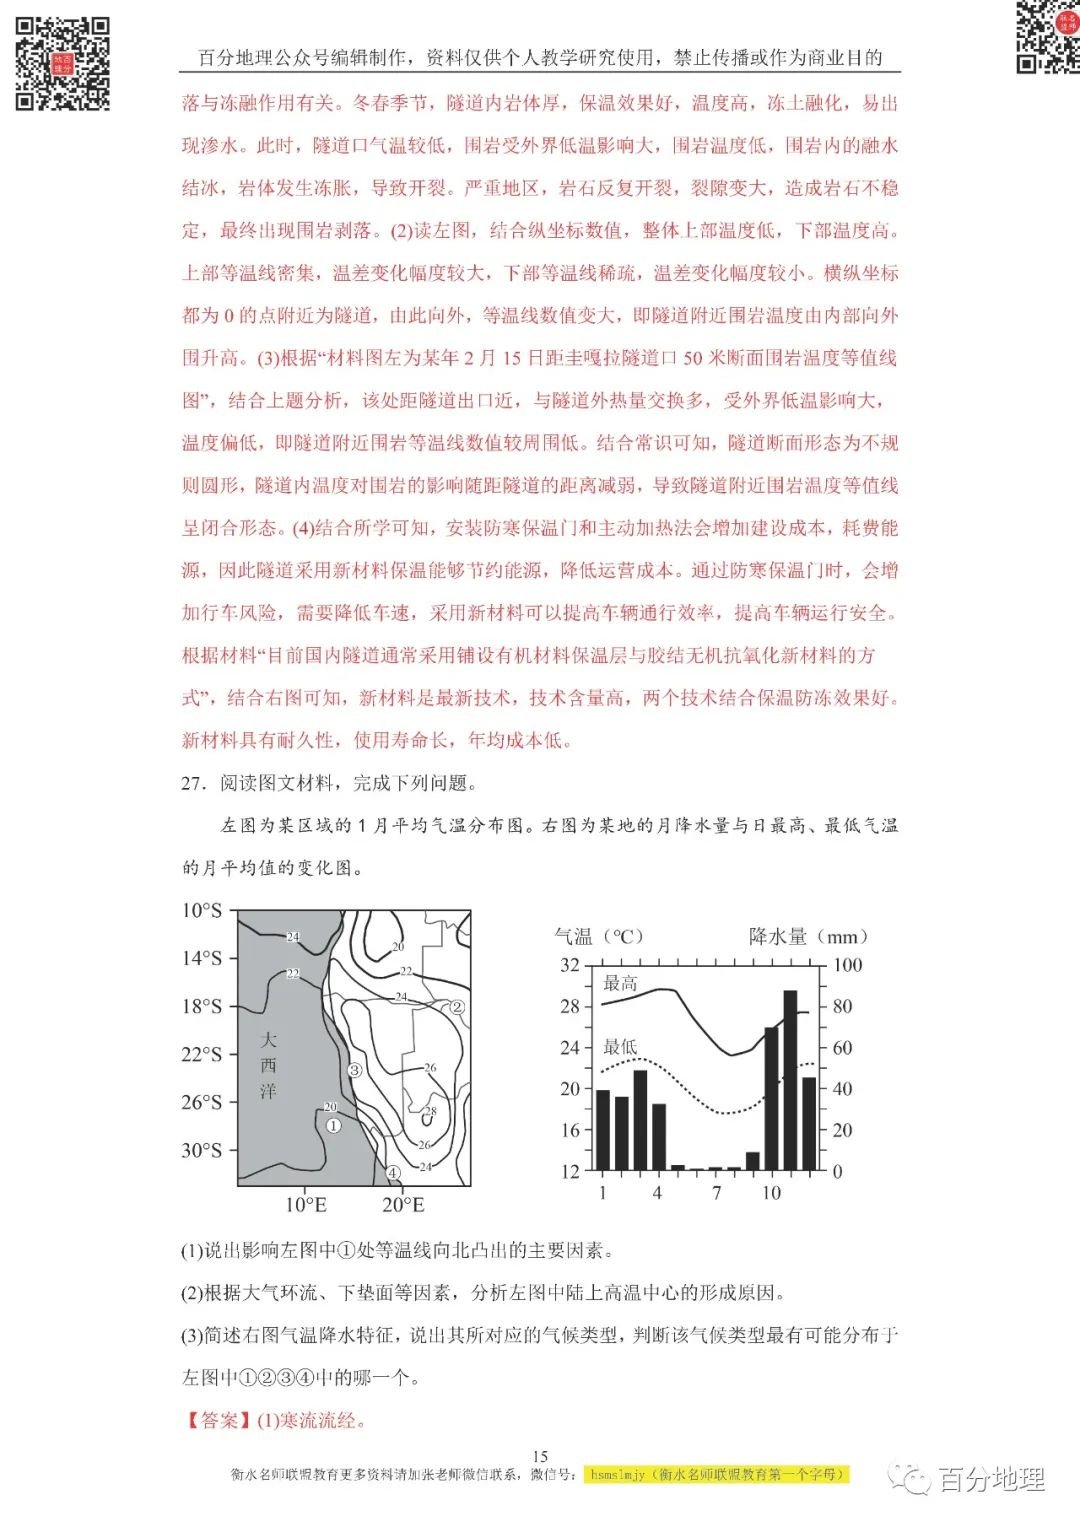 百分地理公众号编辑制作，资料仅供个人教学研究使用，禁止传播或作为商业目的
落与冻融作用有关。冬春季节，隧道内岩体厚，保温效果好，温度高，冻土融化，易出
现渗水。此时，隧道口气温较低，围岩受外界低温影响大，围岩温度低，围岩内的融水
结冰，岩体发生冻胀，导致开裂。严重地区，岩石反复开裂，裂隙变大，造成岩石不稳
定，最终出现围岩剥落。(2)读左图，结合纵坐标数值，整体上部温度低，下部温度高。
上部等温线密集，温差变化幅度较大，下部等温线稀疏，温差变化幅度较小。横纵坐标
都为 0 的点附近为隧道，由此向外，等温线数值变大，即隧道附近围岩温度由内部向外
围升高。(3)根据“材料图左为某年 2 月 15 日距圭嘎拉隧道口 50 米断面围岩温度等值线
图”，结合上题分析，该处距隧道出口近，与隧道外热量交换多，受外界低温影响大，
温度偏低，即隧道附近围岩等温线数值较周围低。结合常识可知，隧道断面形态为不规
则圆形，隧道内温度对围岩的影响随距隧道的距离减弱，导致隧道附近围岩温度等值线
呈闭合形态。(4)结合所学可知，安装防寒保温门和主动加热法会增加建设成本，耗费能
源，因此隧道采用新材料保温能够节约能源，降低运营成本。通过防寒保温门时，会增
加行车风险，需要降低车速，采用新材料可以提高车辆通行效率，提高车辆运行安全。
根据材料“目前国内隧道通常采用铺设有机材料保温层与胶结无机抗氧化新材料的方
式”，结合右图可知，新材料是最新技术，技术含量高，两个技术结合保温防冻效果好。
新材料具有耐久性，使用寿命长，年均成本低。
27．阅读图文材料，完成下列问题。
左图为某区域的 1 月平均气温分布图。右图为某地的月降水量与日最高、最低气温
的月平均值的变化图。
10°S
14°S
18°S
22°S
26°S
30°S
10°E 20°E
大
西
洋
24
22
20
20
22
24
26
28
26
24
①
②
③
④
气温（℃） 降水量（mm）
32
28
24
20
16
12
最高
最低
100
80
60
40
20
0
1 4 7 10
(1)说出影响左图中①处等温线向北凸出的主要因素。
(2)根据大气环流、下垫面等因素，分析左图中陆上高温中心的形成原因。
(3)简述右图气温降水特征，说出其所对应的气候类型，判断该气候类型最有可能分布于
左图中①②③④中的哪一个。
【答案】(1)寒流流经。
15
衡水名师联盟教育更多资料请加张老师微信联系，微信号： hsmslmjy（衡水名师联盟教育第一个字母）
百分地理